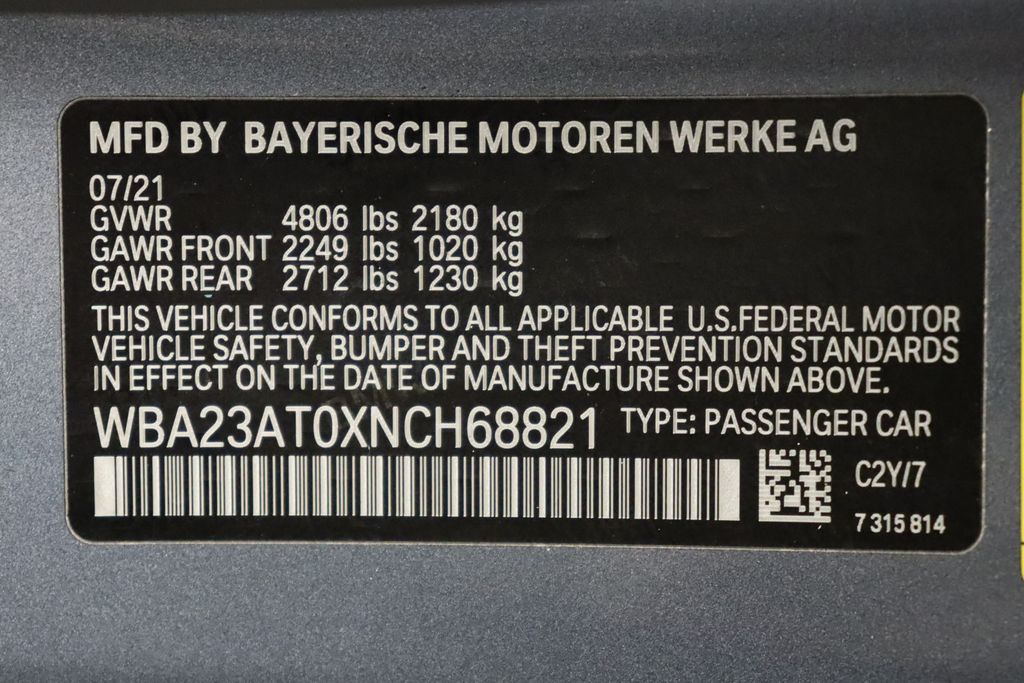 MFD BY BAYERISCHE MOTOREN WERKE AG
07/21
GVWR 4806 lbs 2180 kg
GAWR FRONT 2249 lbs 1020 kg
GAWR REAR 2712 lbs 1230 kg
THIS VEHICLE CONFORMS TO ALL APPLICABLE U.S.FEDERAL MOTOR
VEHICLE SAFETY, BUMPER AND THEFT PREVENTION STANDARDS
IN EFFECT ON THE DATE OF MANUFACTURE SHOWN ABOVE.
WBA23AT0XNCH68821 TYPE: PASSENGER CAR
C2Y/7
7 315 814